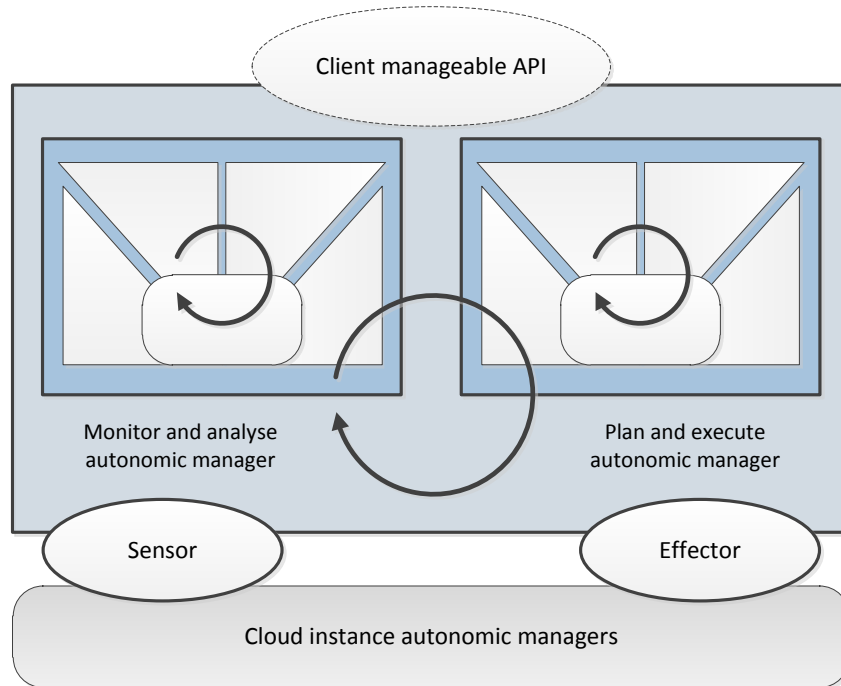 Client manageable API
Monitor and analyse
autonomic manager
Plan and execute
autonomic manager
Sensor
Effector
Cloud instance autonomic managers